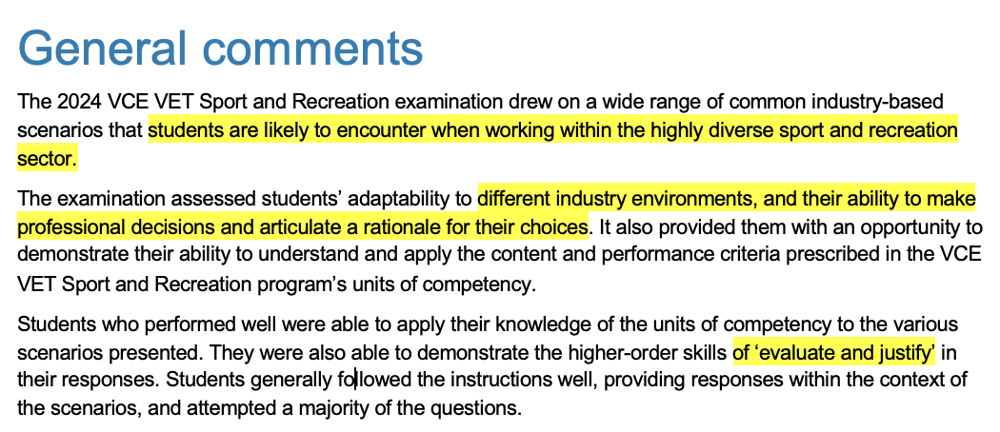 General comments
The 2024 VCE VET Sport and Recreation examination drew on a wide range of common industry-based
scenarios that students are likely to encounter when working within the highly diverse sport and recreation
sector.
The examination assessed students’ adaptability to different industry environments, and their ability to make
professional decisions and articulate a rationale for their choices. It also provided them with an opportunity to
demonstrate their ability to understand and apply the content and performance criteria prescribed in the VCE
VET Sport and Recreation program’s units of competency.
Students who performed well were able to apply their knowledge of the units of competency to the various
scenarios presented. They were also able to demonstrate the higher-order skills of ‘evaluate and justify’ in
their responses. Students generally followed the instructions well, providing responses within the context of
the scenarios, and attempted a majority of the questions.